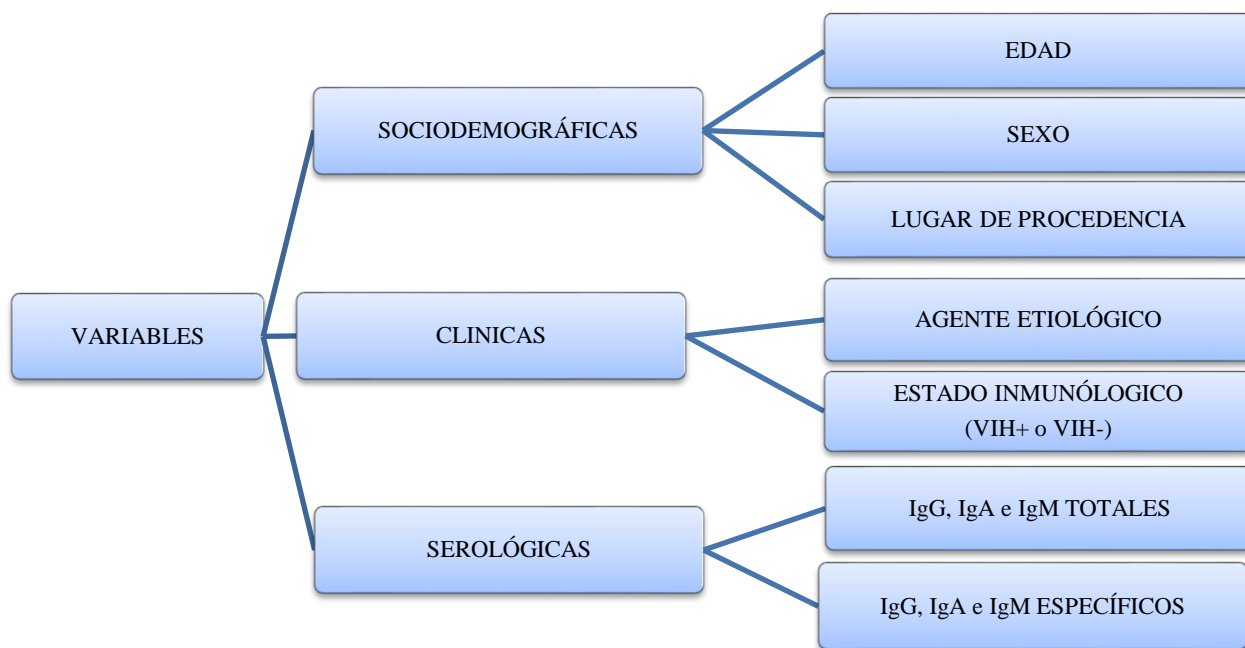 VARIABLES
SOCIODEMOGRÁFICAS
EDAD
SEXO
LUGAR DE PROCEDENCIA
CLINICAS
AGENTE ETIOLÓGICO
ESTADO INMUNÓLOGICO
(VIH+ o VIH-)
SEROLÓGICAS
IgG, IgA e IgM TOTALES
IgG, IgA e IgM ESPECÍFICOS